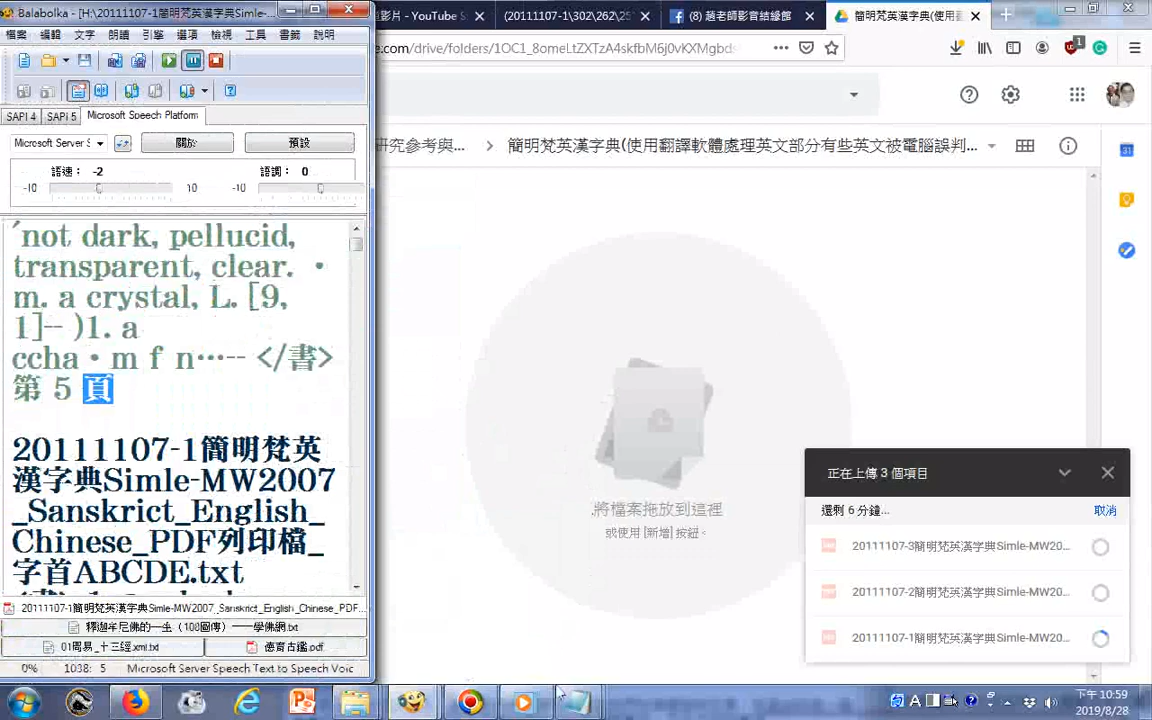 Balabolka - [H:\20111107-1簡明梵英漢字典Simle-...
影片 - YouTube S
(20111107-1\302\262\25
(8) 趙老師影音結緣館
簡明梵英漢字典(使用翻
檔案 編輯 文字 朗讀 引擎 選項 檢視 工具 書籤 說明
e.com/drive/folders/1OC1_8omeLtZXTzA4skfbM6j0vKXMgbds
SAPI 4 SAPI 5 Microsoft Speech Platform
Microsoft Server S 關於 預設
語速： -2 語調： 0
-10 10 -10
研究參考與... 簡明梵英漢字典(使用翻譯軟體處理英文部分有些英文被電腦誤判...
´not dark, pellucid,
transparent, clear. •
m. a crystal, L. [9,
1]-- )1. a
ccha•m f n…-- </書>
第 5 頁
20111107-1簡明梵英
漢字典Simle-MW2007
_Sanskrict_English_
Chinese_PDF列印檔_
字首ABCDE.txt
20111107-1簡明梵英漢字典Simle-MW2007_Sanskrict_English_Chinese_PDF...
釋迦牟尼佛的一生（100圖傳）──學佛網.txt
01周易_十三經.xml.txt 德育古鑑.pdf
0% 1038: 5 Microsoft Server Speech Text to Speech Voic
將檔案拖放到這裡
或使用 [新增] 按鈕。
正在上傳 3 個項目
還剩 6 分鐘... 取消
20111107-3簡明梵英漢字典Simle-MW20...
20111107-2簡明梵英漢字典Simle-MW20...
20111107-1簡明梵英漢字典Simle-MW20...
下午 10:59
2019/8/28